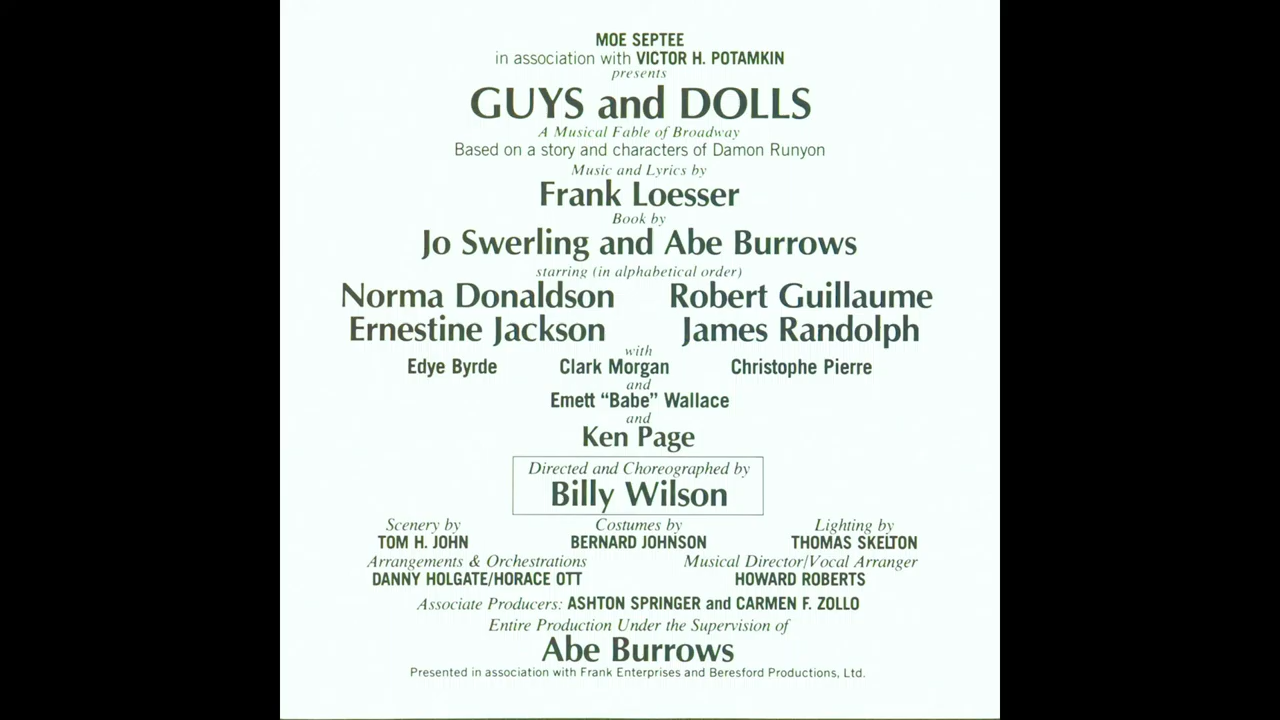 MOE SEPTEE
in association with VICTOR H. POTAMKIN
presents
GUYS and DOLLS
A Musical Fable of Broadway
Based on a story and characters of Damon Runyon
Music and Lyrics by
Frank Loesser
Book by
Jo Swerling and Abe Burrows
starring (in alphabetical order)
Norma Donaldson Robert Guillaume
Ernestine Jackson James Randolph
with
Edye Byrde Clark Morgan Christophe Pierre
and
Emett “Babe” Wallace
and
Ken Page
Directed and Choreographed by
Billy Wilson
Scenery by Costumes by Lighting by
TOM H. JOHN BERNARD JOHNSON THOMAS SKELTON
Arrangements & Orchestrations Musical Director/Vocal Arranger
DANNY HOLGATE/HORACE OTT HOWARD ROBERTS
Associate Producers: ASHTON SPRINGER and CARMEN F. ZOLLO
Entire Production Under the Supervision of
Abe Burrows
Presented in association with Frank Enterprises and Beresford Productions, Ltd.